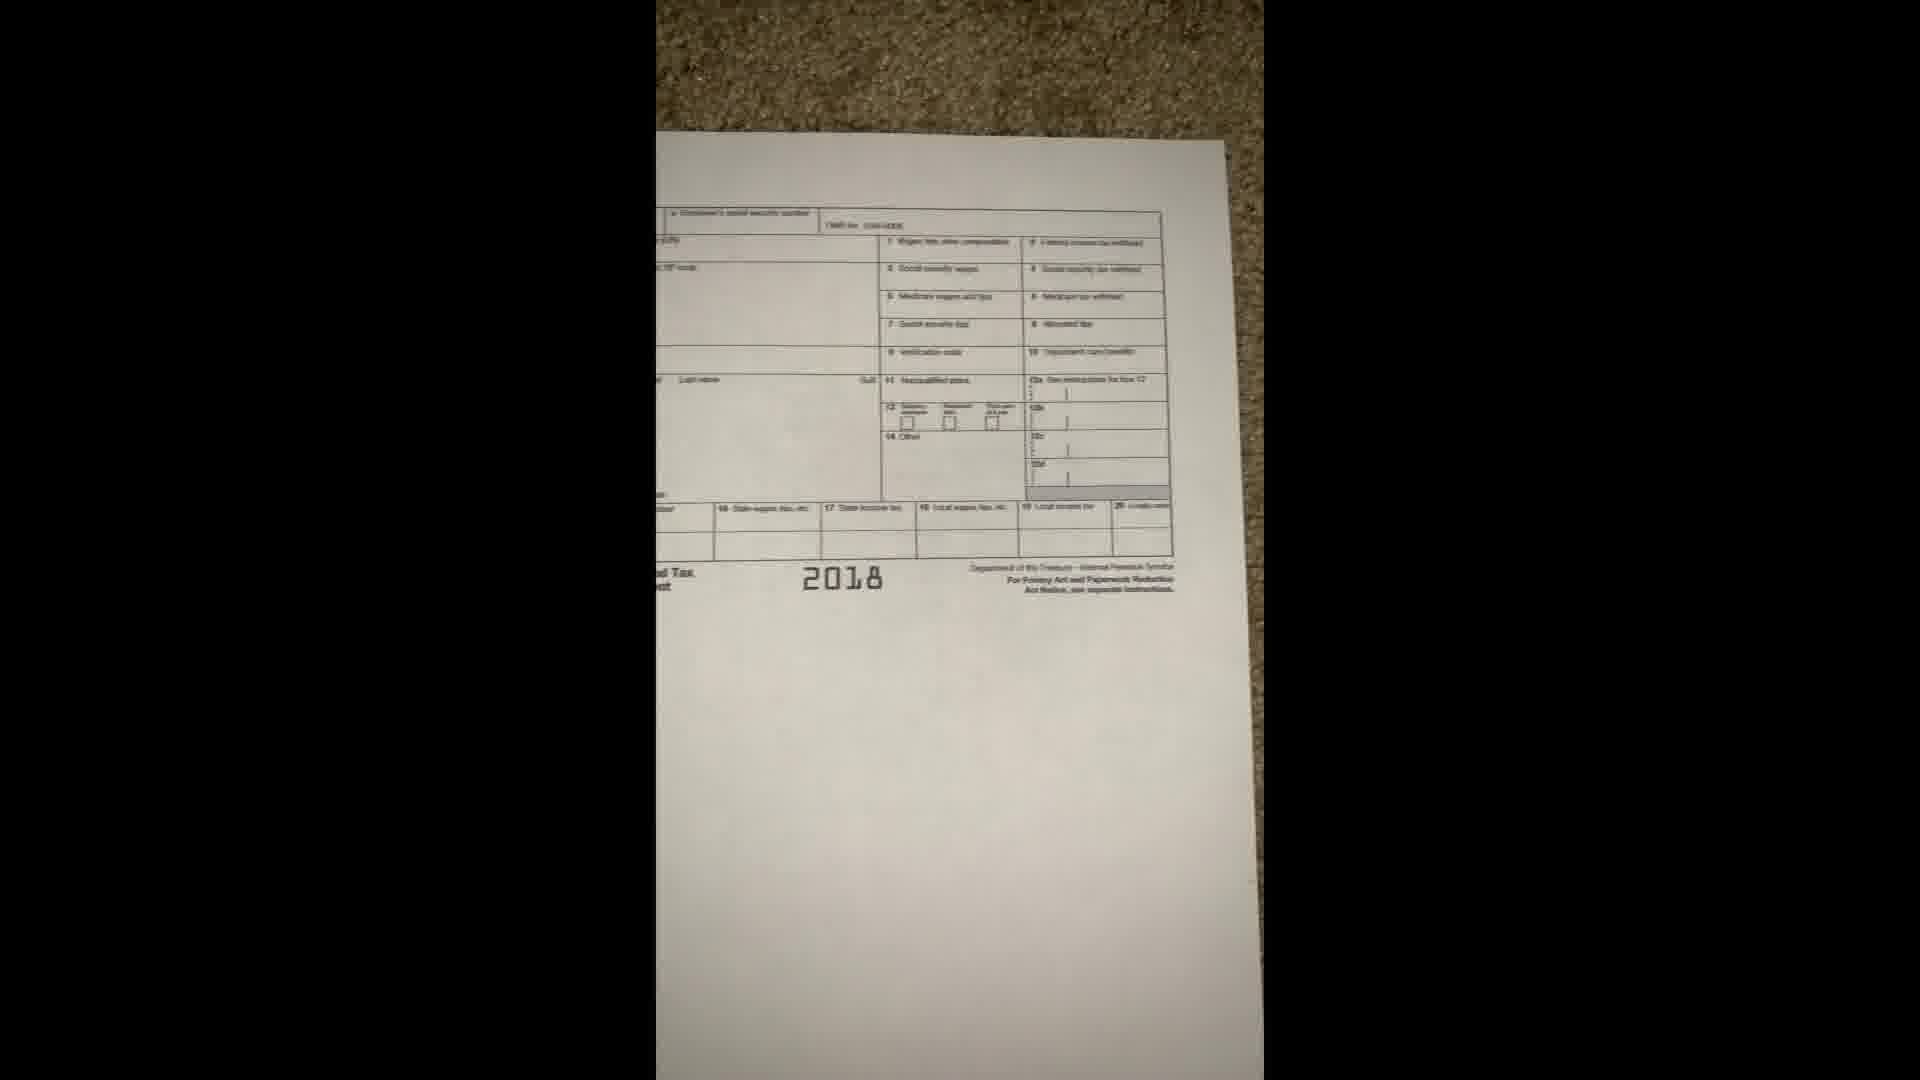 a Employee's social security number
OMB No. 1545-0008
1 Wages, tips, other compensation 2 Federal income tax withheld
ZIP code
3 Social security wages 4 Social security tax withheld
5 Medicare wages and tips 6 Medicare tax withheld
7 Social security tips 8 Allocated tips
9 Verification code 10 Dependent care benefits
Last name Suff. 11 Nonqualified plans 12a See instructions for box 12
13 Statutory employee Retirement plan Third-party sick pay 12b
14 Other 12c
12d
16 State wages, tips, etc. 17 State income tax 18 Local wages, tips, etc. 19 Local income tax 20 Locality name
d Tax
nt
2018
Department of the Treasury - Internal Revenue Service
For Privacy Act and Paperwork Reduction
Act Notice, see separate instructions.